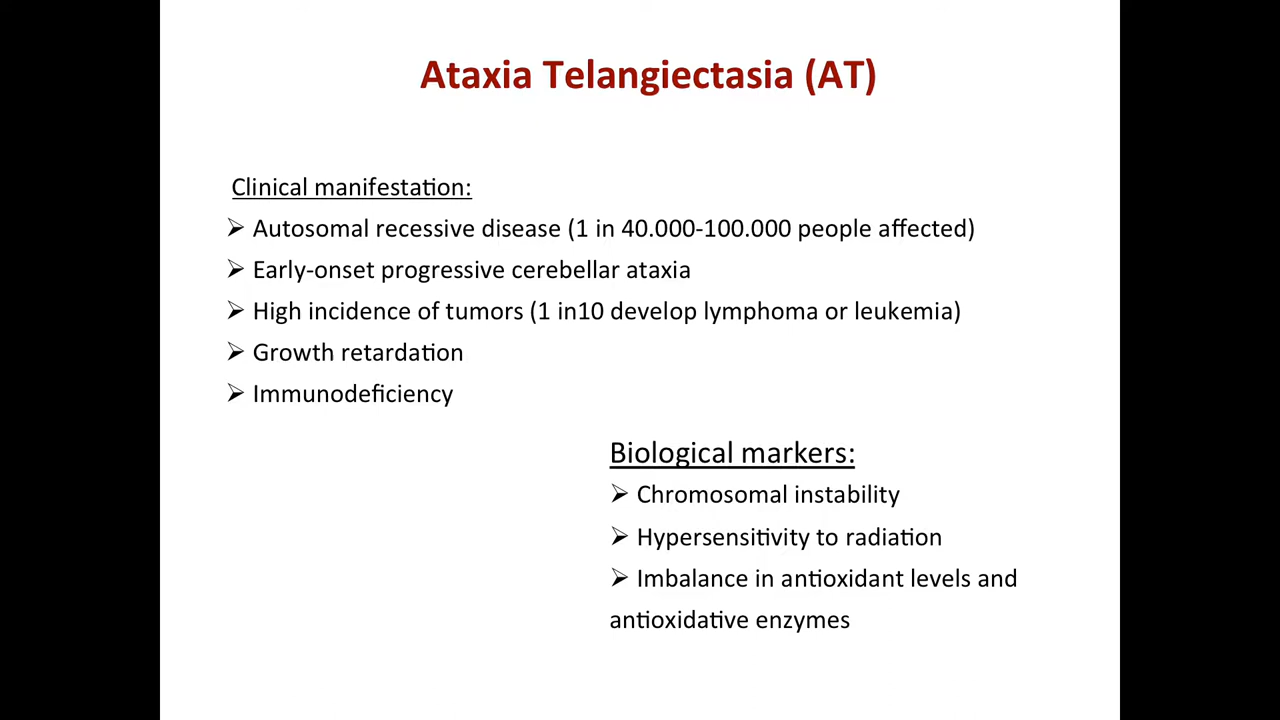 Ataxia Telangiectasia (AT)
Clinical manifestation:
➢ Autosomal recessive disease (1 in 40.000-100.000 people affected)
➢ Early-onset progressive cerebellar ataxia
➢ High incidence of tumors (1 in10 develop lymphoma or leukemia)
➢ Growth retardation
➢ Immunodeficiency
Biological markers:
➢ Chromosomal instability
➢ Hypersensitivity to radiation
➢ Imbalance in antioxidant levels and
antioxidative enzymes